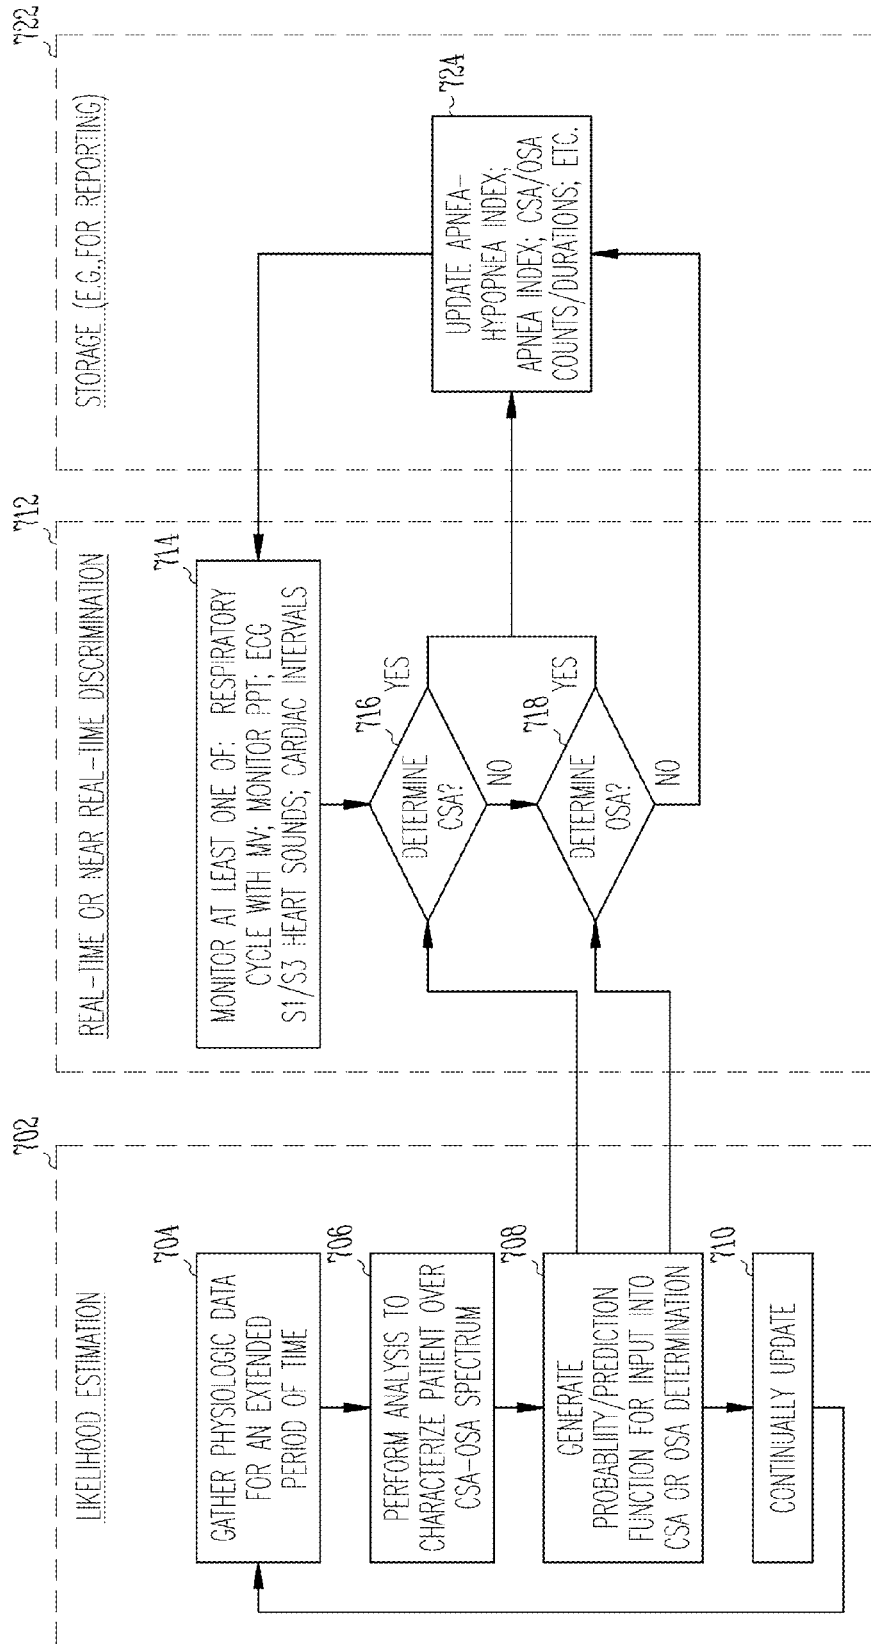 702
LIKELIHOOD ESTIMATION
704
GATHER PHYSIOLOGIC DATA
FOR AN EXTENDED
PERIOD OF TIME
706
PERFORM ANALYSIS TO
CHARACTERIZE PATIENT OVER
CSA-OSA SPECTRUM
708
GENERATE
PROBABLIITY/PREDICTION
FUNCTION FOR INPUT INTO
CSA OR OSA DETERMINATION
710
CONTINUALLY UPDATE
712
REAL-TIME OR NEAR REAL-TIME DISCRIMINATION
714
MONITOR AT LEAST ONE OF: RESPIRATORY
CYCLE WITH MV; MONITOR PPT; ECG
S1/S3 HEART SOUNDS; CARDIAC INTERVALS
716
DETERMINE
CSA?
YES
NO
718
DETERMINE
OSA?
YES
NO
722
STORAGE (E.G.,FOR REPORTING)
724
UPDATE APNEA-
HYPOPNEA INDEX;
APNEA INDEX; CSA/OSA
COUNTS/DURATIONS; ETC.